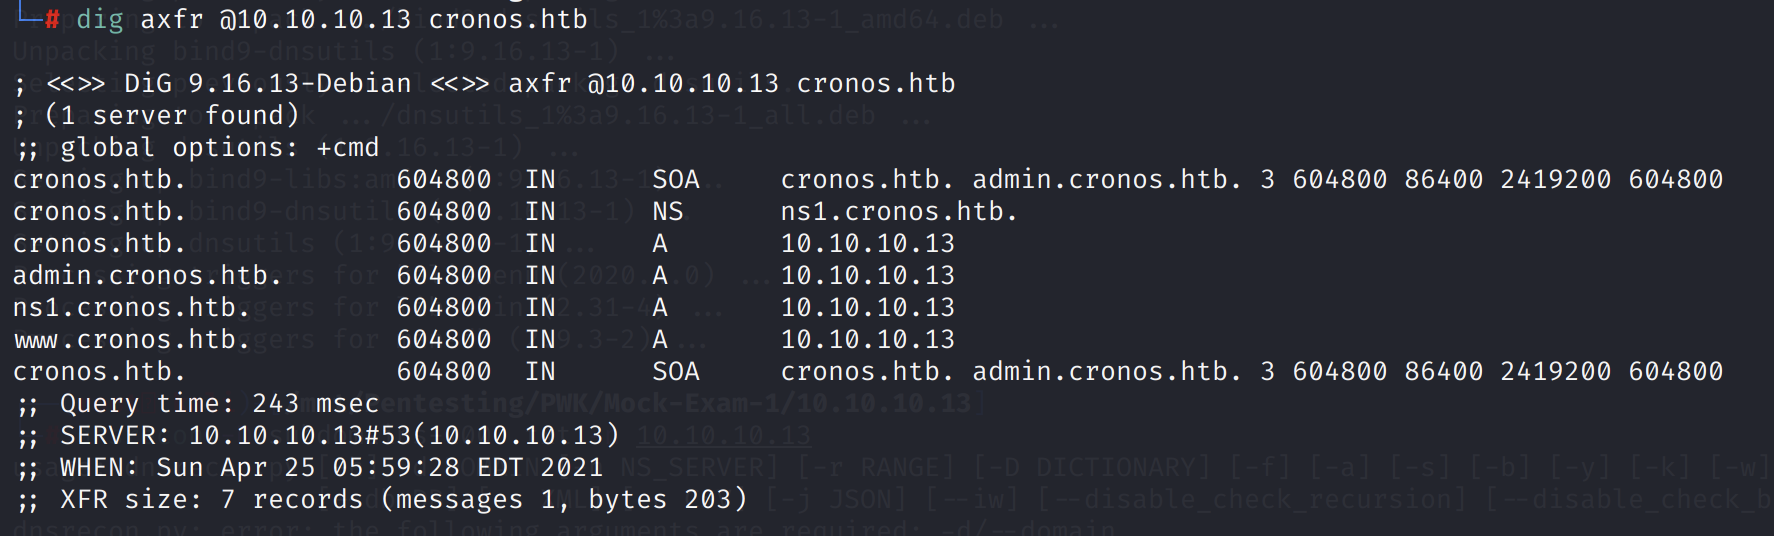 # dig axfr @10.10.10.13 cronos.htb
; <<>> DiG 9.16.13-Debian <<>> axfr @10.10.10.13 cronos.htb
; (1 server found)
;; global options: +cmd
cronos.htb. 604800 IN SOA cronos.htb. admin.cronos.htb. 3 604800 86400 2419200 604800
cronos.htb. 604800 IN NS ns1.cronos.htb.
cronos.htb. 604800 IN A 10.10.10.13
admin.cronos.htb. 604800 IN A 10.10.10.13
ns1.cronos.htb. 604800 IN A 10.10.10.13
www.cronos.htb. 604800 IN A 10.10.10.13
cronos.htb. 604800 IN SOA cronos.htb. admin.cronos.htb. 3 604800 86400 2419200 604800
;; Query time: 243 msec
;; SERVER: 10.10.10.13#53(10.10.10.13)
;; WHEN: Sun Apr 25 05:59:28 EDT 2021
;; XFR size: 7 records (messages 1, bytes 203)